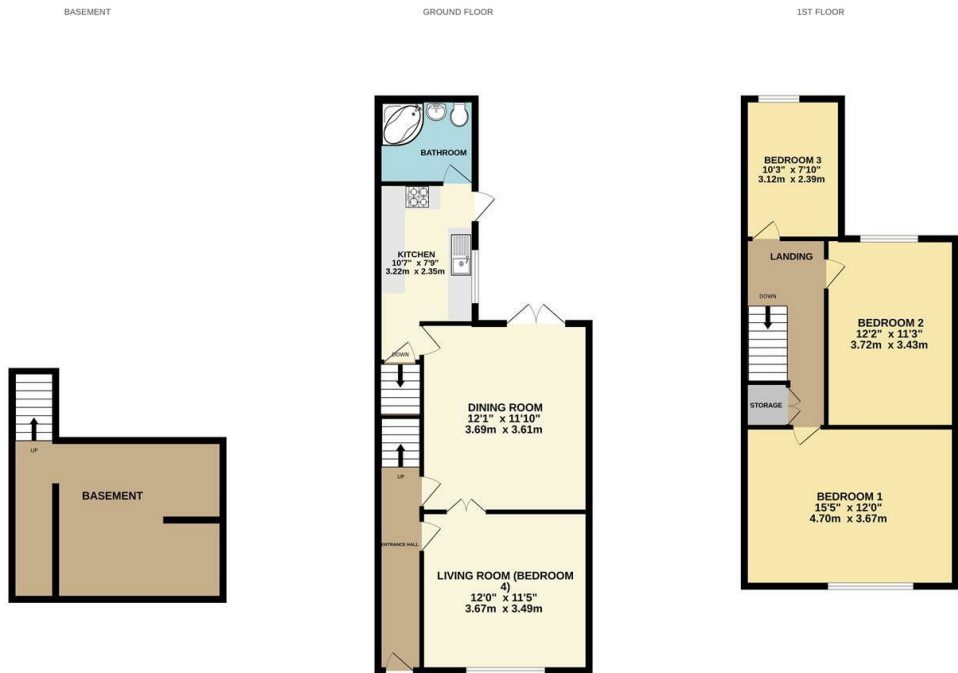 BASEMENT
UP
BASEMENT
GROUND FLOOR
BATHROOM
KITCHEN
10'7" x 7'9"
3.22m x 2.35m
DOWN
DINING ROOM
12'1" x 11'10"
3.69m x 3.61m
UP
ENTRANCE HALL
LIVING ROOM (BEDROOM
4)
12'0" x 11'5"
3.67m x 3.49m
1ST FLOOR
BEDROOM 3
10'3" x 7'10"
3.12m x 2.39m
LANDING
DOWN
BEDROOM 2
12'2" x 11'3"
3.72m x 3.43m
STORAGE
BEDROOM 1
15'5" x 12'0"
4.70m x 3.67m